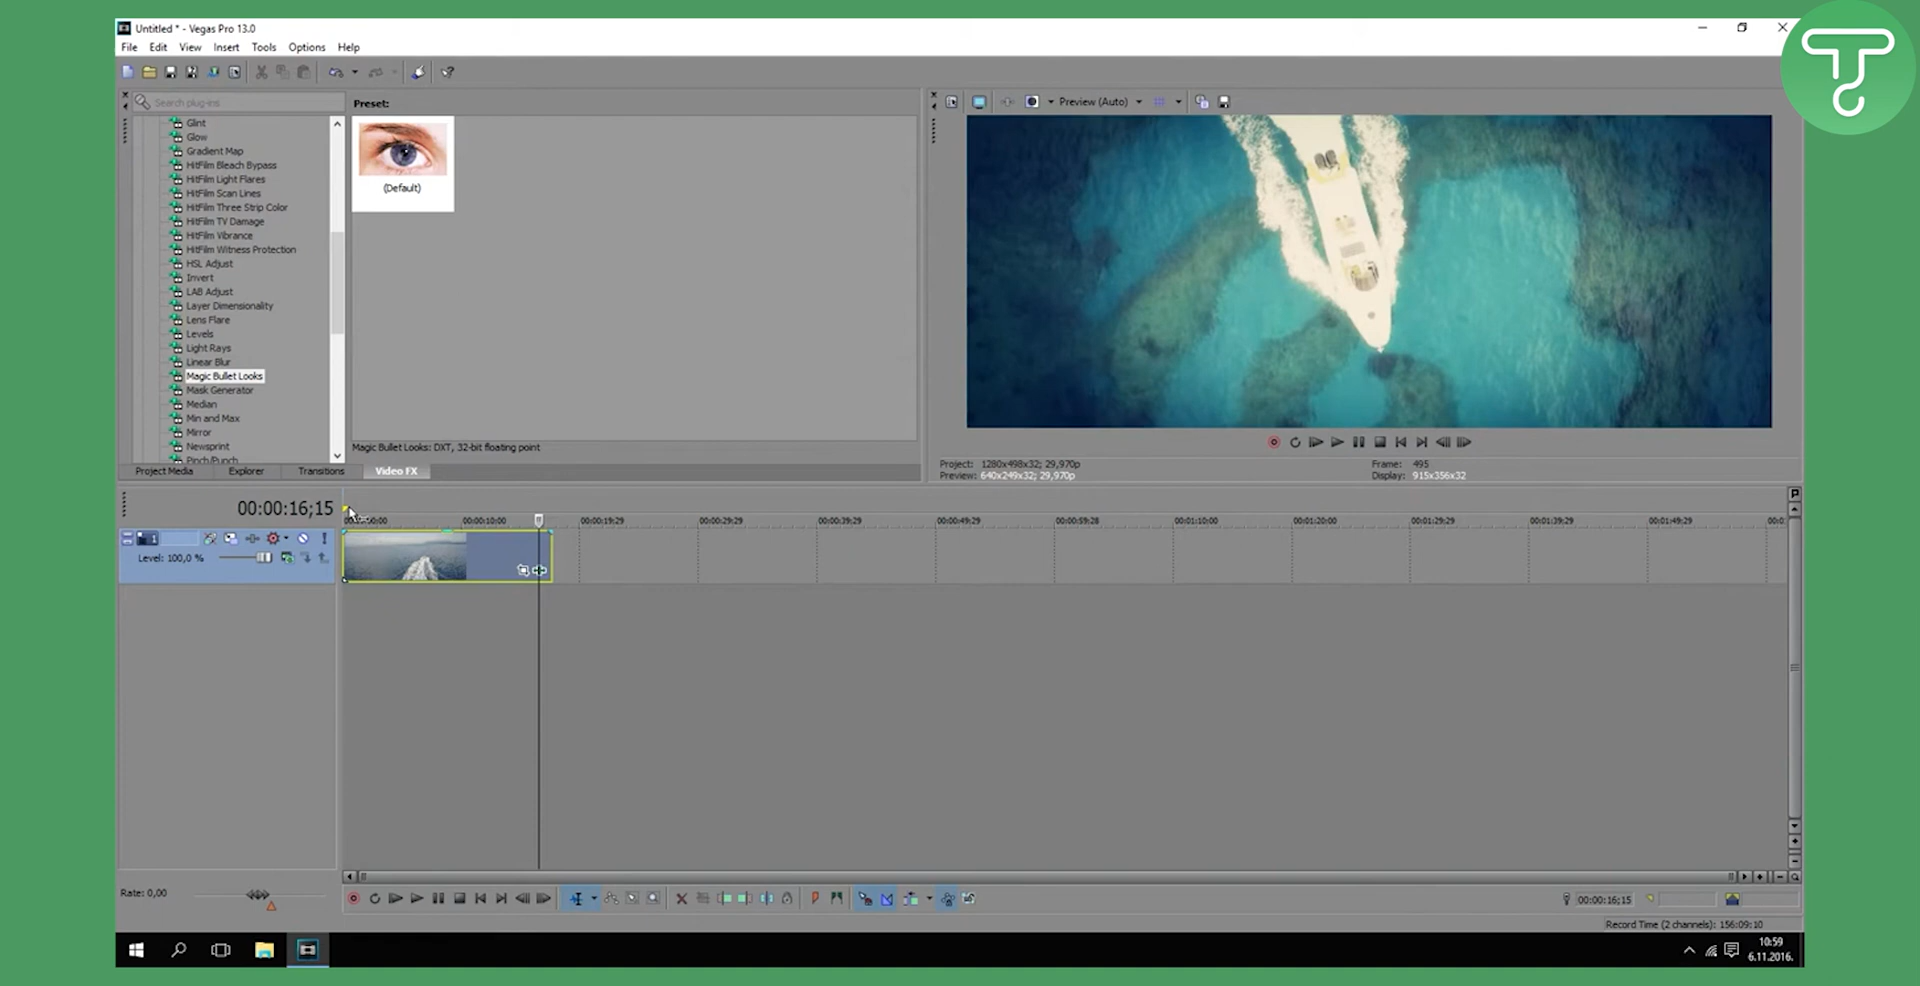 Untitled * - Vegas Pro 13.0
File Edit View Insert Tools Options Help
Search plug-ins
Preset:
Preview (Auto)
Glint
Glow
Gradient Map
HitFilm Bleach Bypass
HitFilm Light Flares
HitFilm Scan Lines
HitFilm Three Strip Color
HitFilm TV Damage
HitFilm Vibrance
HitFilm Witness Protection
HSL Adjust
Invert
LAB Adjust
Layer Dimensionality
Lens Flare
Levels
Light Rays
Linear Blur
Magic Bullet Looks
Mask Generator
Median
Min and Max
Mirror
Newsprint
Pinch/Punch
(Default)
Magic Bullet Looks: DXT, 32-bit floating point
Project Media Explorer Transitions Video FX
Project: 1280x498x32; 29,970p
Preview: 640x249x32; 29,970p
Frame: 495
Display: 915x356x32
00:00:16;15
00:00:10:00 00:00:19;29 00:00:29;29 00:00:39;29 00:00:49;29 00:00:59;28 00:01:10:00 00:01:20:00 00:01:29;29 00:01:39;29 00:01:49;29
1
Level: 100,0 %
Rate: 0,00
00:00:16;15
Record Time (2 channels): 156:09:10
10:59
6.11.2016.